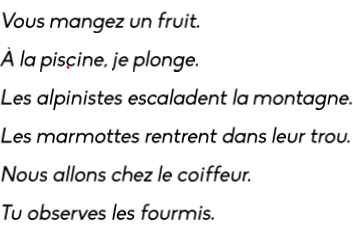 Vous mangez un fruit.
À la piscine, je plonge.
Les alpinistes escaladent la montagne.
Les marmottes rentrent dans leur trou.
Nous allons chez le coiffeur.
Tu observes les fourmis.